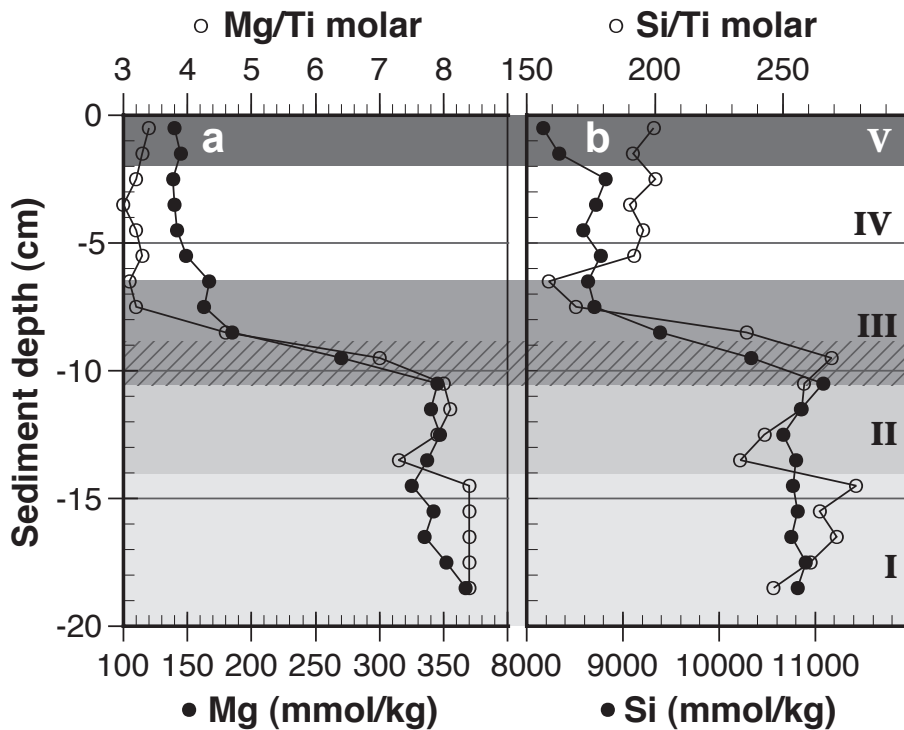 ○ Mg/Ti molar ○ Si/Ti molar
3 4 5 6 7 8 150 200 250
0 a b V
IV
-5
III
-10
II
-15
I
-20
Sediment depth (cm)
100 150 200 250 300 350 8000 9000 10000 11000
● Mg (mmol/kg) ● Si (mmol/kg)